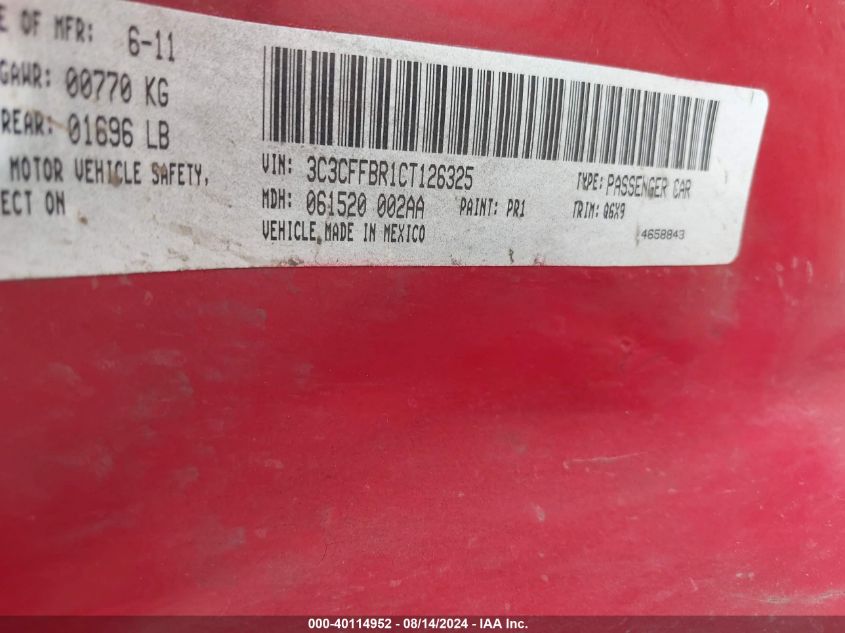 E OF MFR: 6-11
GAWR: 00770 KG
REAR: 01696 LB
MOTOR VEHICLE SAFETY,
ECT ON
VIN: 3C3CFFBR1CT126325
TYPE: PASSENGER CAR
MDH: 061520 002AA
PAINT: PR1
TRIM: Q6X9
VEHICLE MADE IN MEXICO
4658843
000-40114952 - 08/14/2024 - IAA Inc.